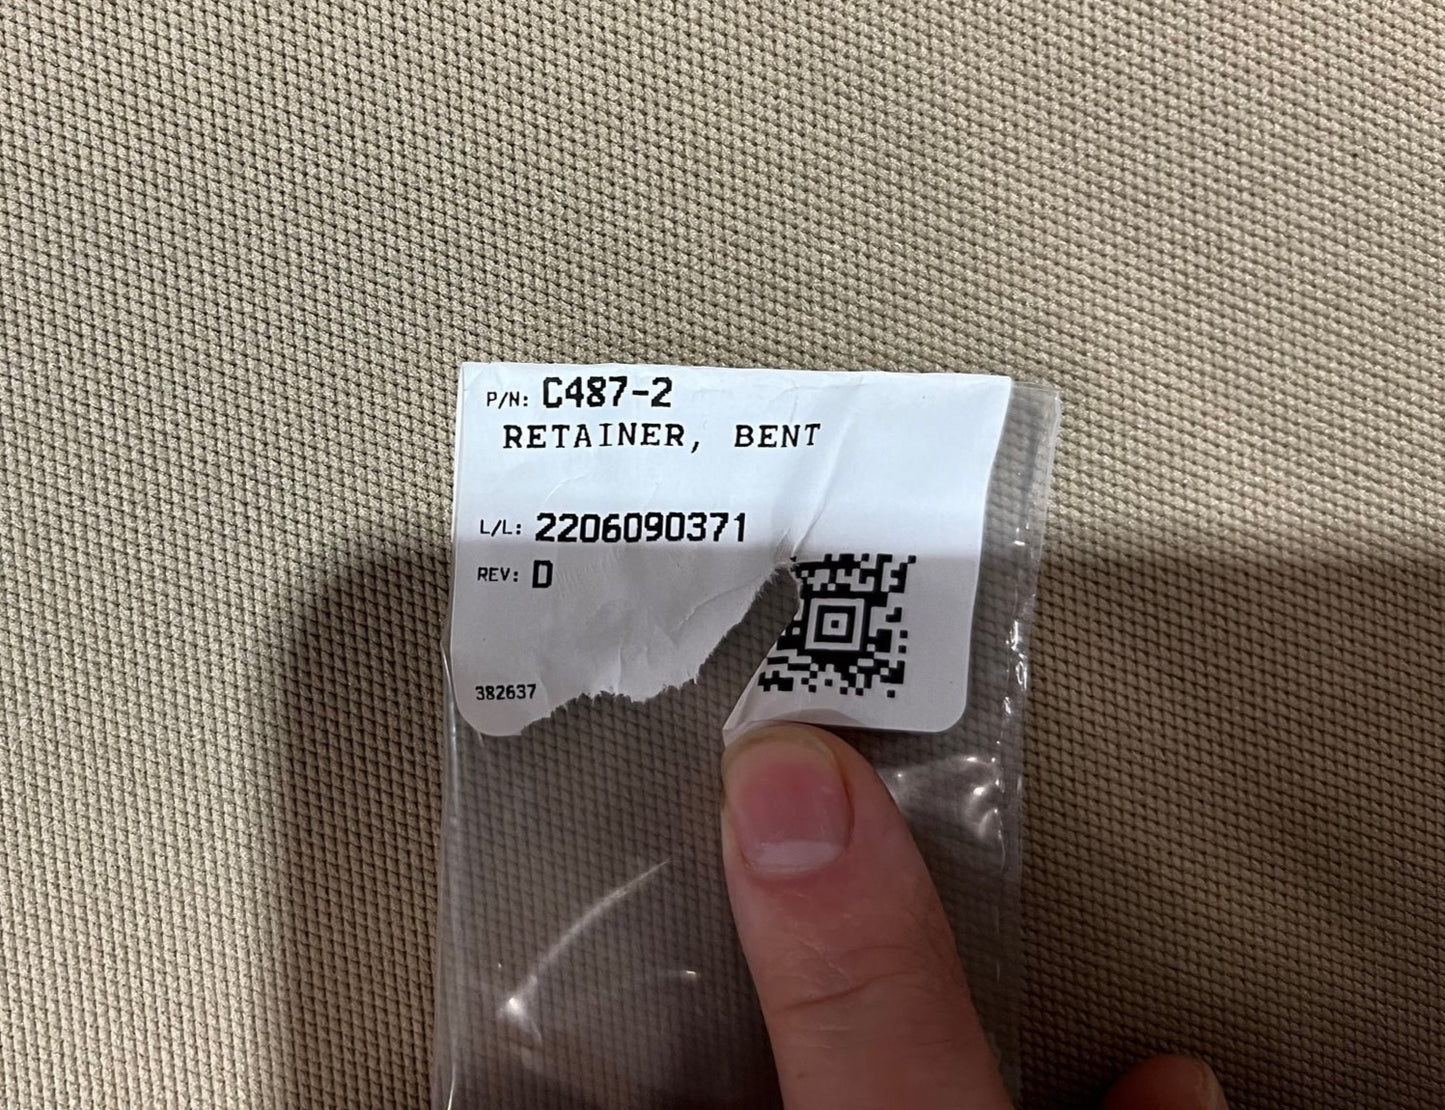 P/N: C487-2
RETAINER, BENT
L/L: 2206090371
REV: D
382637